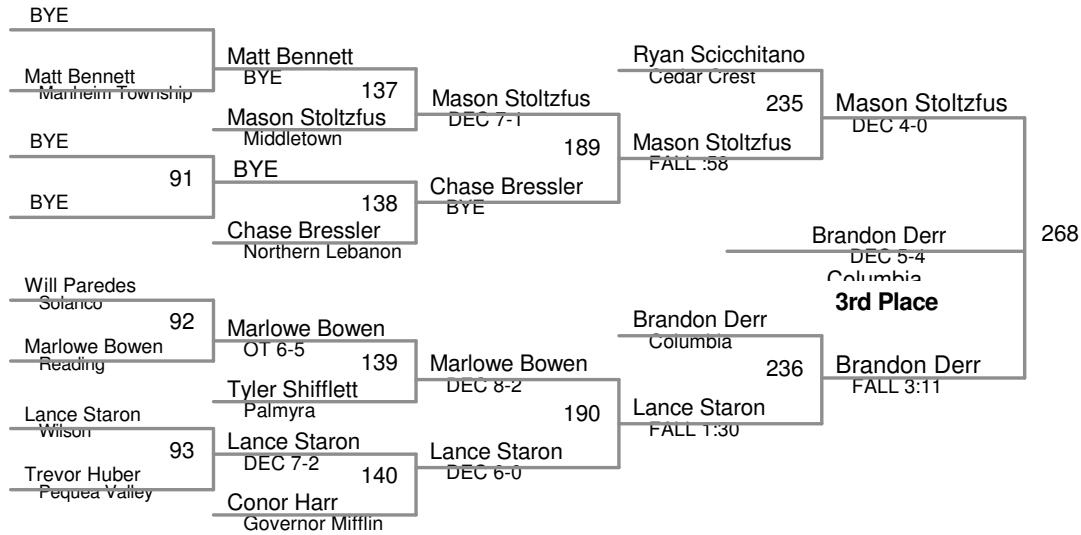 BYE
Matt Bennett
Manheim Township
BYE
91
BYE
Will Paredes
Solanco
92
Marlowe Bowen
Reading
Lance Staron
Wilson
93
Trevor Huber
Pequea Valley
Matt Bennett
BYE
137
Mason Stoltzfus
Middletown
BYE
138
Chase Bressler
Northern Lebanon
Marlowe Bowen
OT 6-5
139
Tyler Shifflett
Palmyra
Lance Staron
DEC 7-2
140
Conor Harr
Governor Mifflin
Mason Stoltzfus
DEC 7-1
189
Chase Bressler
BYE
Marlowe Bowen
DEC 8-2
190
Lance Staron
DEC 6-0
Ryan Scicchitano
Cedar Crest
235
Mason Stoltzfus
FALL :58
Brandon Derr
Columbia
236
Lance Staron
FALL 1:30
Mason Stoltzfus
DEC 4-0
Brandon Derr
DEC 5-4
Columbia
3rd Place
Brandon Derr
FALL 3:11
268